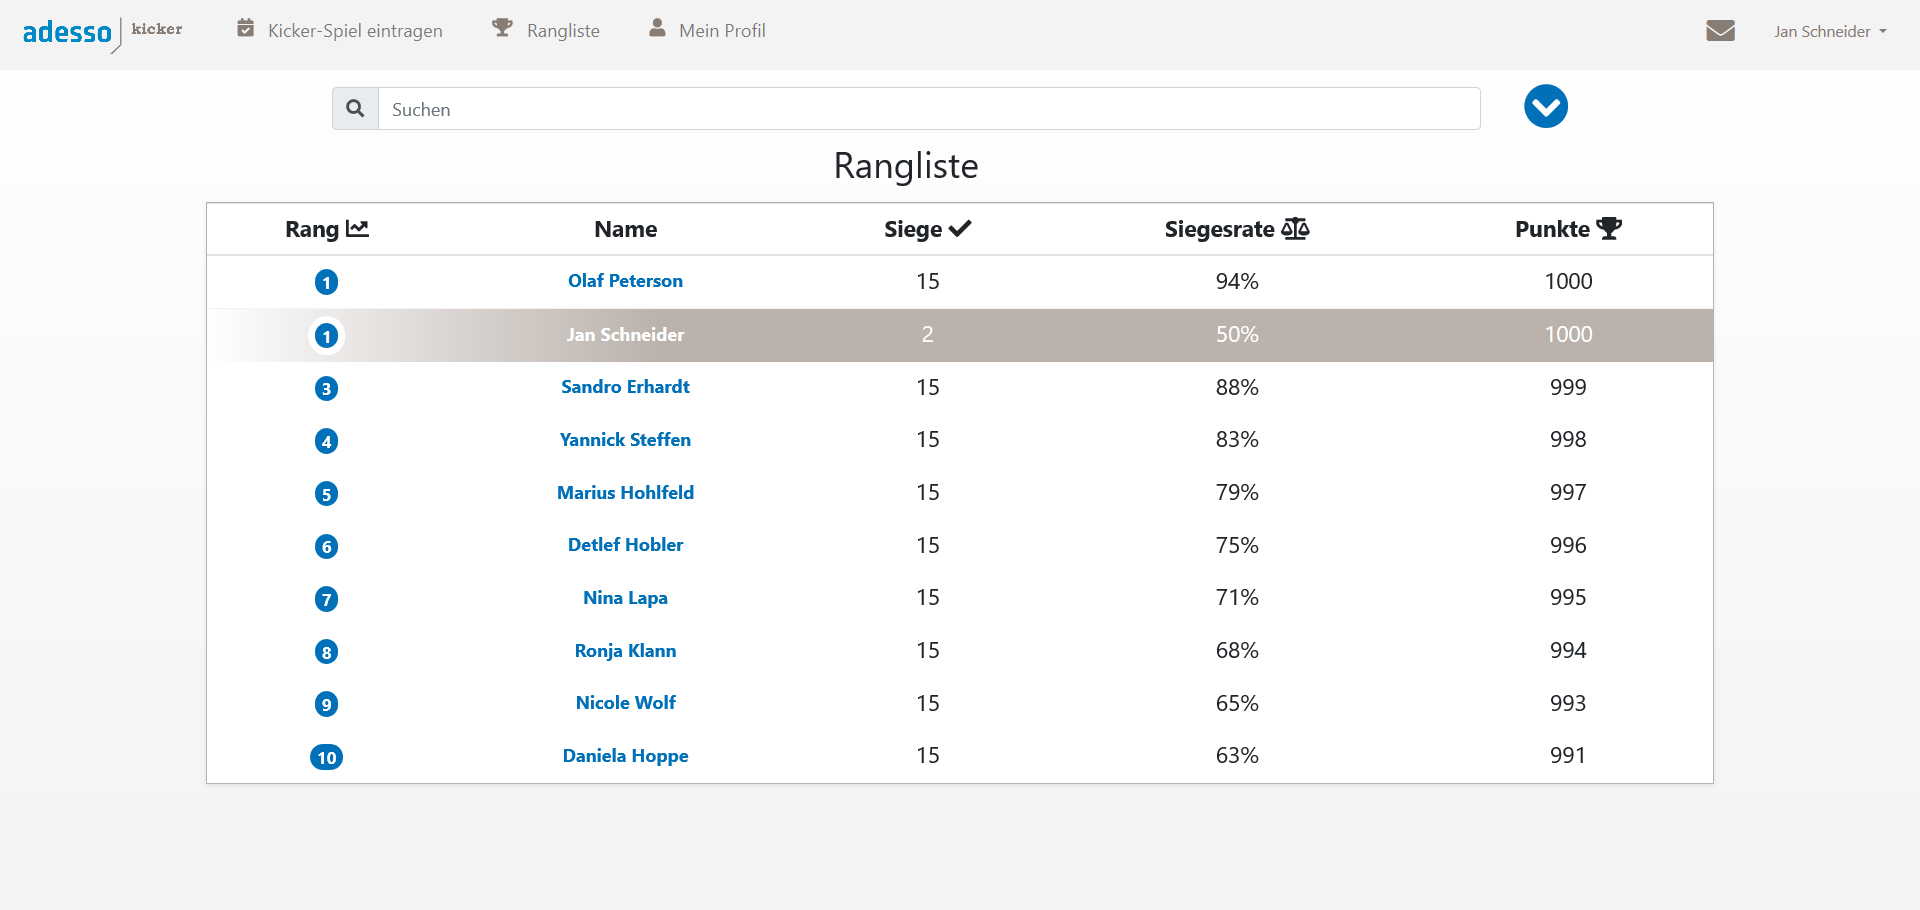 adesso kicker Kicker-Spiel eintragen Rangliste Mein Profil Jan Schneider
Suchen
Rangliste
Rang Name Siege Siegesrate Punkte
1 Olaf Peterson 15 94% 1000
1 Jan Schneider 2 50% 1000
3 Sandro Erhardt 15 88% 999
4 Yannick Steffen 15 83% 998
5 Marius Hohlfeld 15 79% 997
6 Detlef Hobler 15 75% 996
7 Nina Lapa 15 71% 995
8 Ronja Klann 15 68% 994
9 Nicole Wolf 15 65% 993
10 Daniela Hoppe 15 63% 991